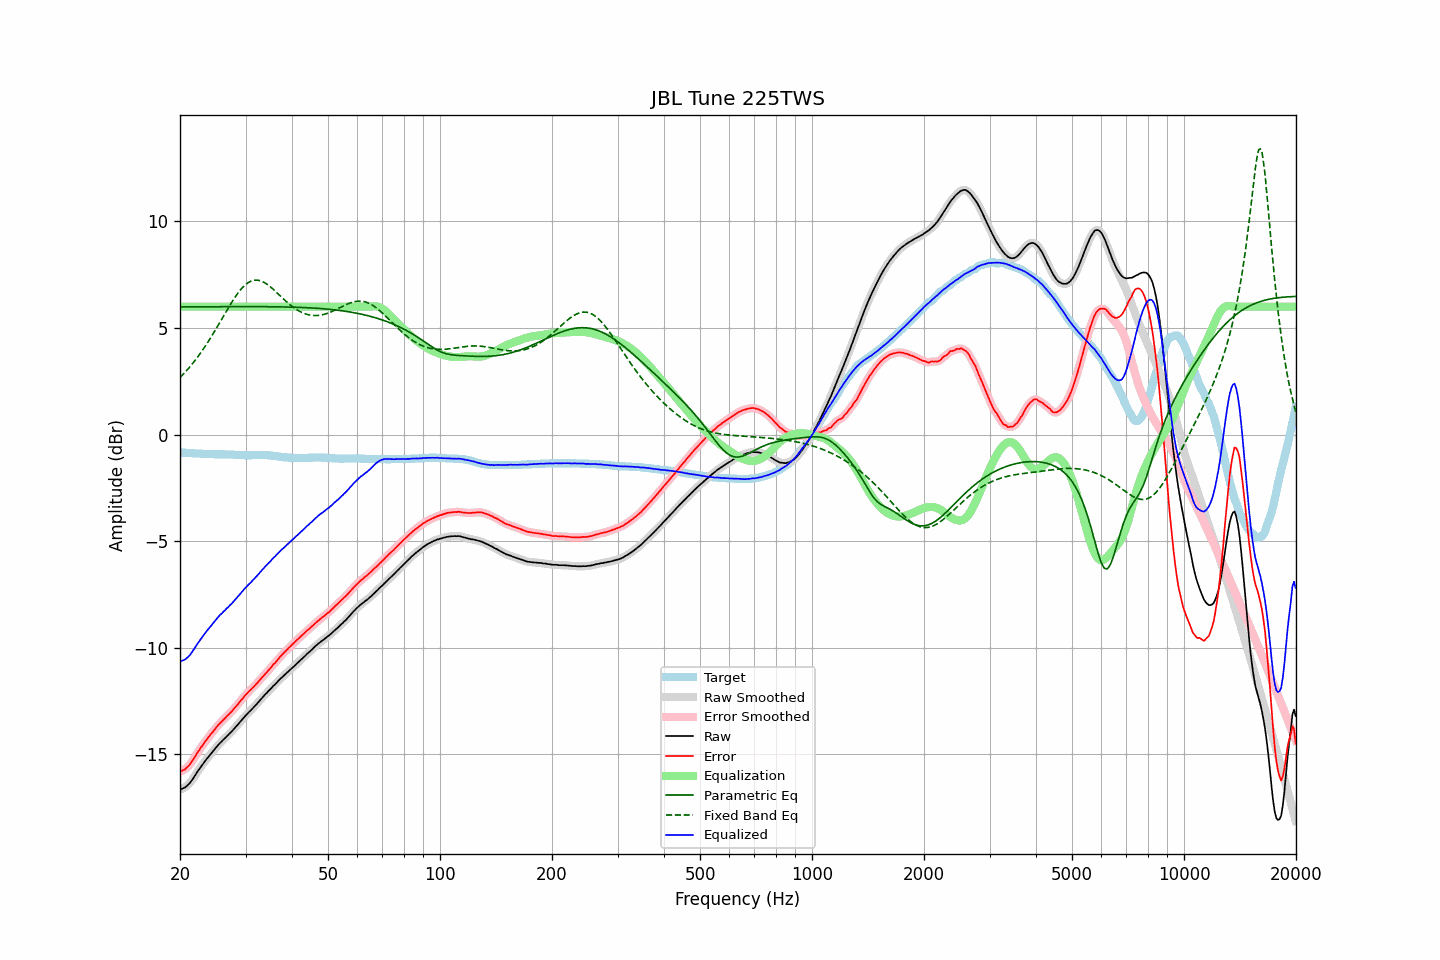 JBL Tune 225TWS
Amplitude (dBr)
10
5
0
−5
−10
−15
Target
Raw Smoothed
Error Smoothed
Raw
Error
Equalization
Parametric Eq
Fixed Band Eq
Equalized
20 50 100 200 500 1000 2000 5000 10000 20000
Frequency (Hz)